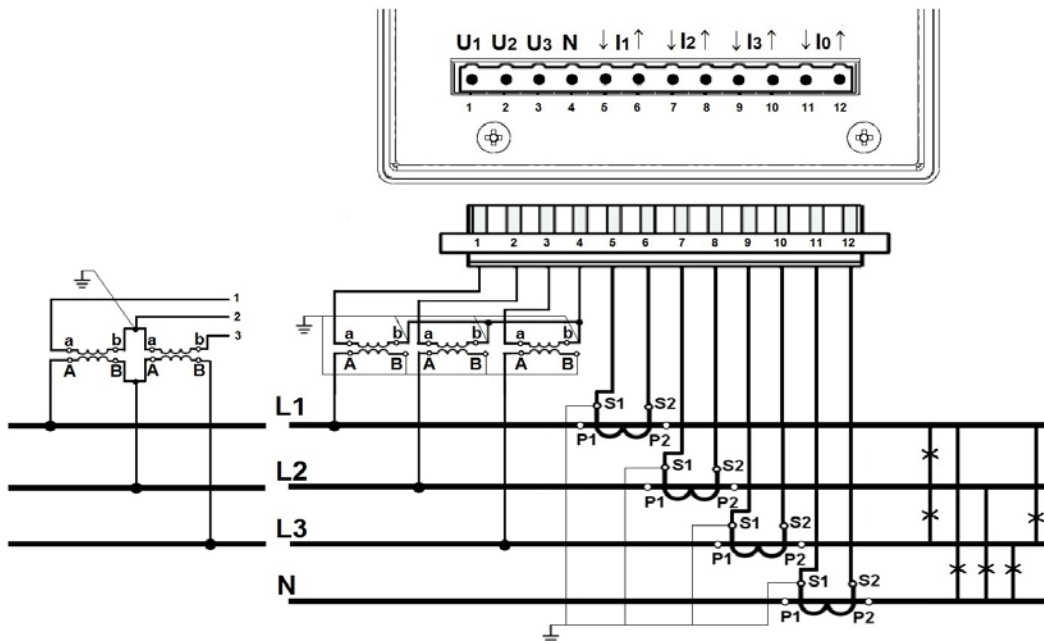 U1 U2 U3 N ↓ I1 ↑ ↓ I2 ↑ ↓ I3 ↑ ↓ I0 ↑
1 2 3 4 5 6 7 8 9 10 11 12
1 2 3 4 5 6 7 8 9 10 11 12
1
2
3
a b a b
A B A B
a b a b a b
A B A B A B
L1
S1 S2
P1 P2
L2
S1 S2
P1 P2
L3
S1 S2
P1 P2
N
S1 S2
P1 P2